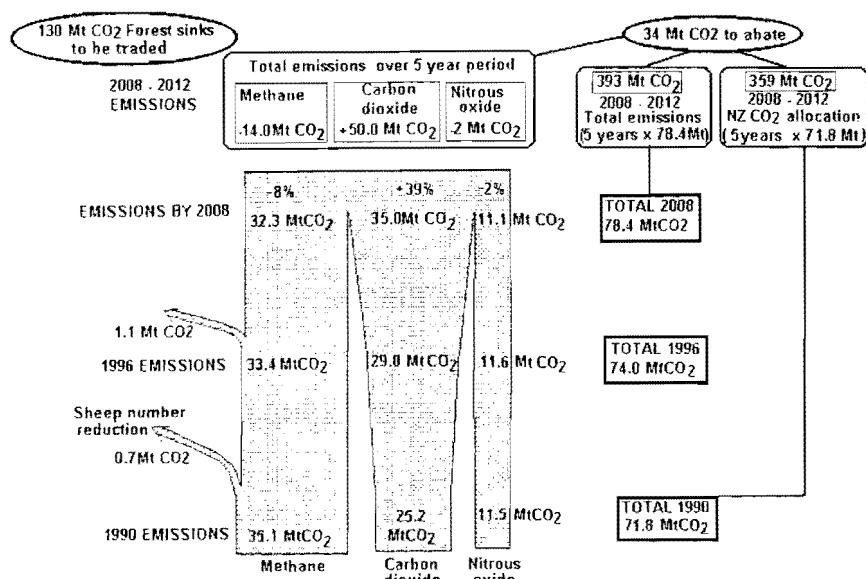 130 Mt CO2 Forest sinks
to be traded
34 Mt CO2 to abate
2008 - 2012
EMISSIONS
Total emissions over 5 year period
Methane
-14.0Mt CO2
Carbon
dioxide
+50.0 Mt CO2
Nitrous
oxide
-2 Mt CO2
393 Mt CO2
2008 - 2012
Total emissions
(5 years x 78.4Mt)
359 Mt CO2
2008 - 2012
NZ CO2 allocation
(5years x 71.8 Mt)
-8%
+39%
-2%
EMISSIONS BY 2008
32.3 MtCO2
35.0Mt CO2
11.1 Mt CO2
TOTAL 2008
78.4 MtCO2
1.1 Mt CO2
1996 EMISSIONS
33.4 MtCO2
29.0 MtCO2
11.6 Mt CO2
TOTAL 1996
74.0 MtCO2
Sheep number
reduction
0.7Mt CO2
1990 EMISSIONS
35.1 MtCO2
25.2
MtCO2
11.5 MtCO2
TOTAL 1990
71.8 MtCO2
Methane
Carbon
dioxide
Nitrous
oxide